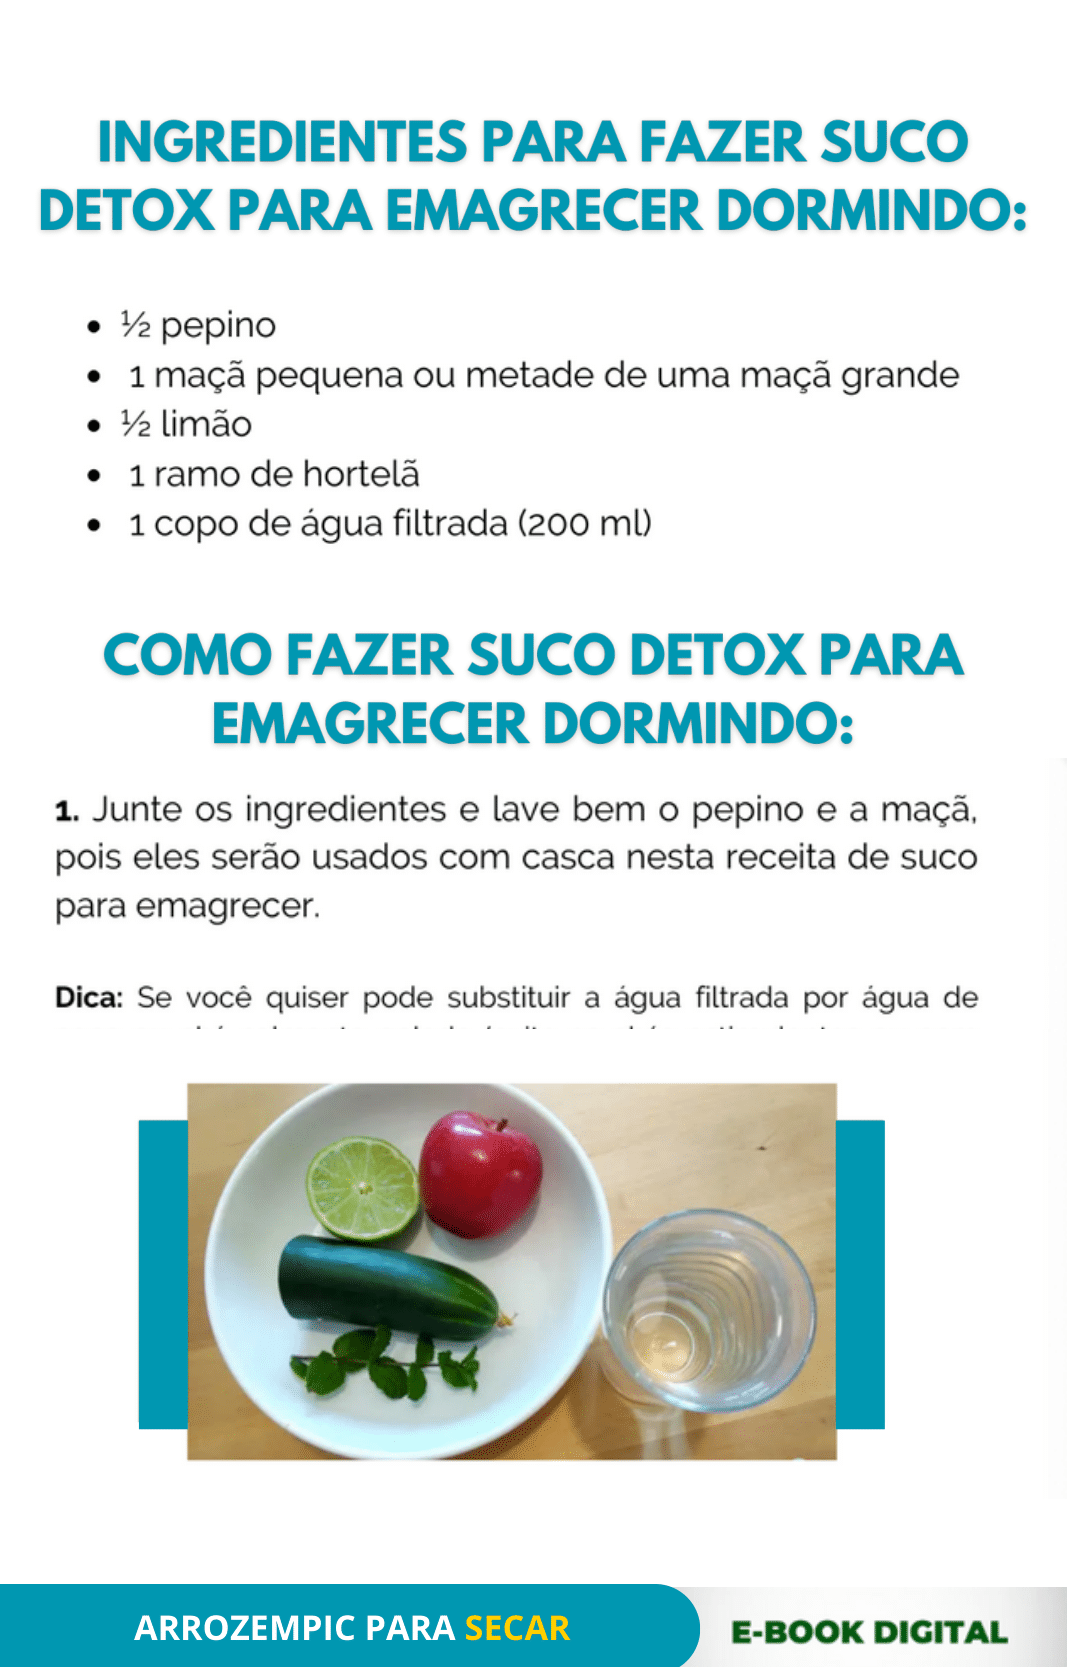 INGREDIENTES PARA FAZER SUCO
DETOX PARA EMAGRECER DORMINDO:
• ½ pepino
• 1 maçã pequena ou metade de uma maçã grande
• ½ limão
• 1 ramo de hortelã
• 1 copo de água filtrada (200 ml)
COMO FAZER SUCO DETOX PARA
EMAGRECER DORMINDO:
1. Junte os ingredientes e lave bem o pepino e a maçã,
pois eles serão usados com casca nesta receita de suco
para emagrecer.
Dica: Se você quiser pode substituir a água filtrada por água de
ARROZEMPIC PARA SECAR
E-BOOK DIGITAL